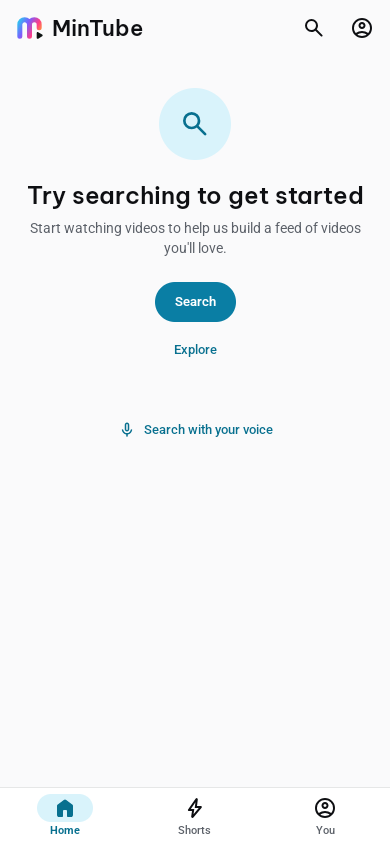 MinTube
Try searching to get started
Start watching videos to help us build a feed of videos
you'll love.
Search
Explore
Search with your voice
Home
Shorts
You